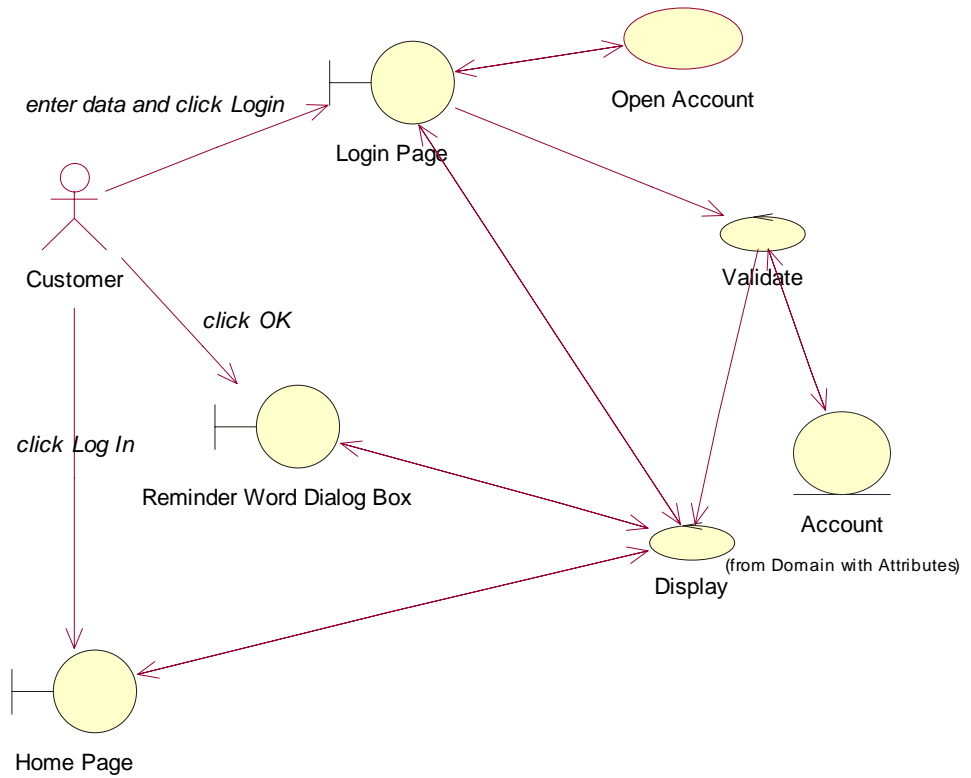 Open Account
enter data and click Login
Login Page
Customer
Validate
click OK
click Log In
Reminder Word Dialog Box
Account
(from Domain with Attributes)
Display
Home Page